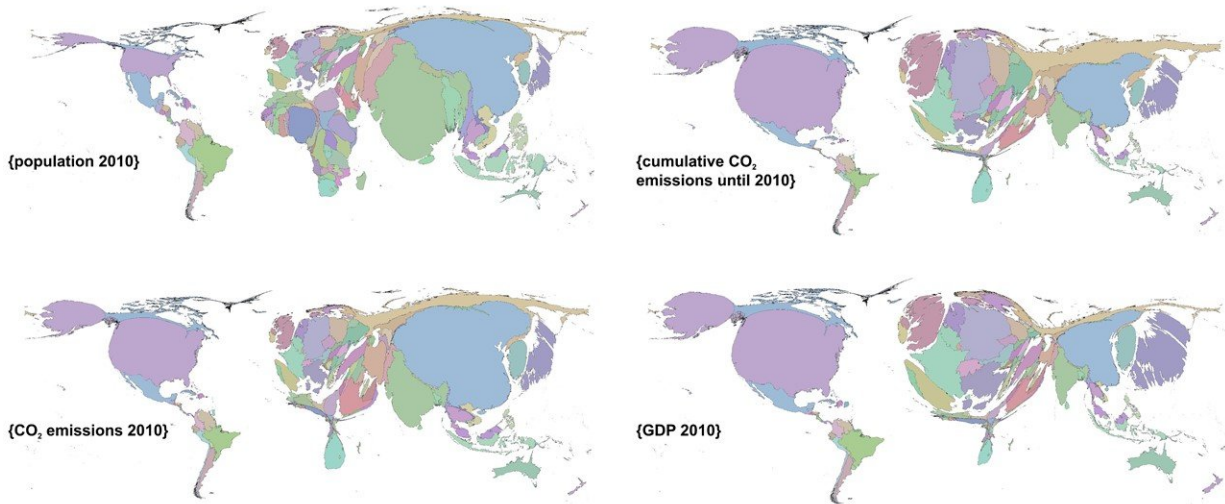 {population 2010}
{cumulative CO₂
emissions until 2010}
{CO₂ emissions 2010}
{GDP 2010}